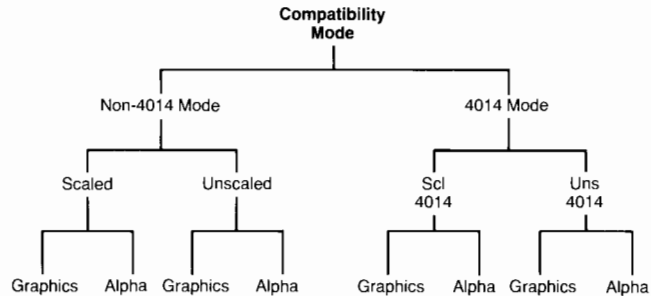 Compatibility
Mode
Non-4014 Mode 4014 Mode
Scaled Unscaled Scl Uns
4014 4014
Graphics Alpha Graphics Alpha Graphics Alpha Graphics Alpha